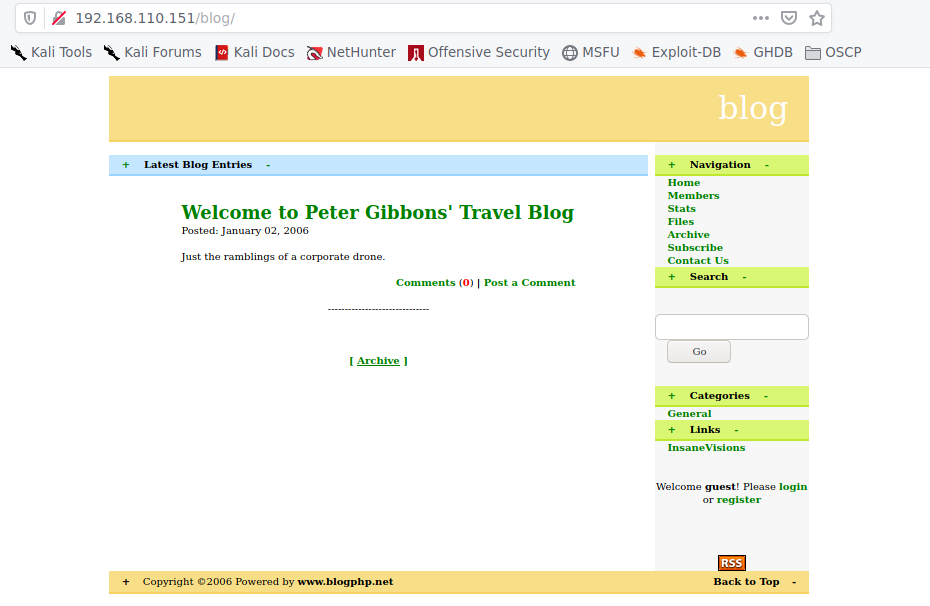 192.168.110.151/blog/
Kali Tools Kali Forums Kali Docs NetHunter Offensive Security MSFU Exploit-DB GHDB OSCP
blog
+ Latest Blog Entries -
Welcome to Peter Gibbons' Travel Blog
Posted: January 02, 2006
Just the ramblings of a corporate drone.
Comments (0) | Post a Comment
------------------------------
[ Archive ]
+ Navigation -
Home
Members
Stats
Files
Archive
Subscribe
Contact Us
+ Search -
Go
+ Categories -
General
+ Links -
InsaneVisions
Welcome guest! Please login
or register
RSS
+ Copyright ©2006 Powered by www.blogphp.net
Back to Top -